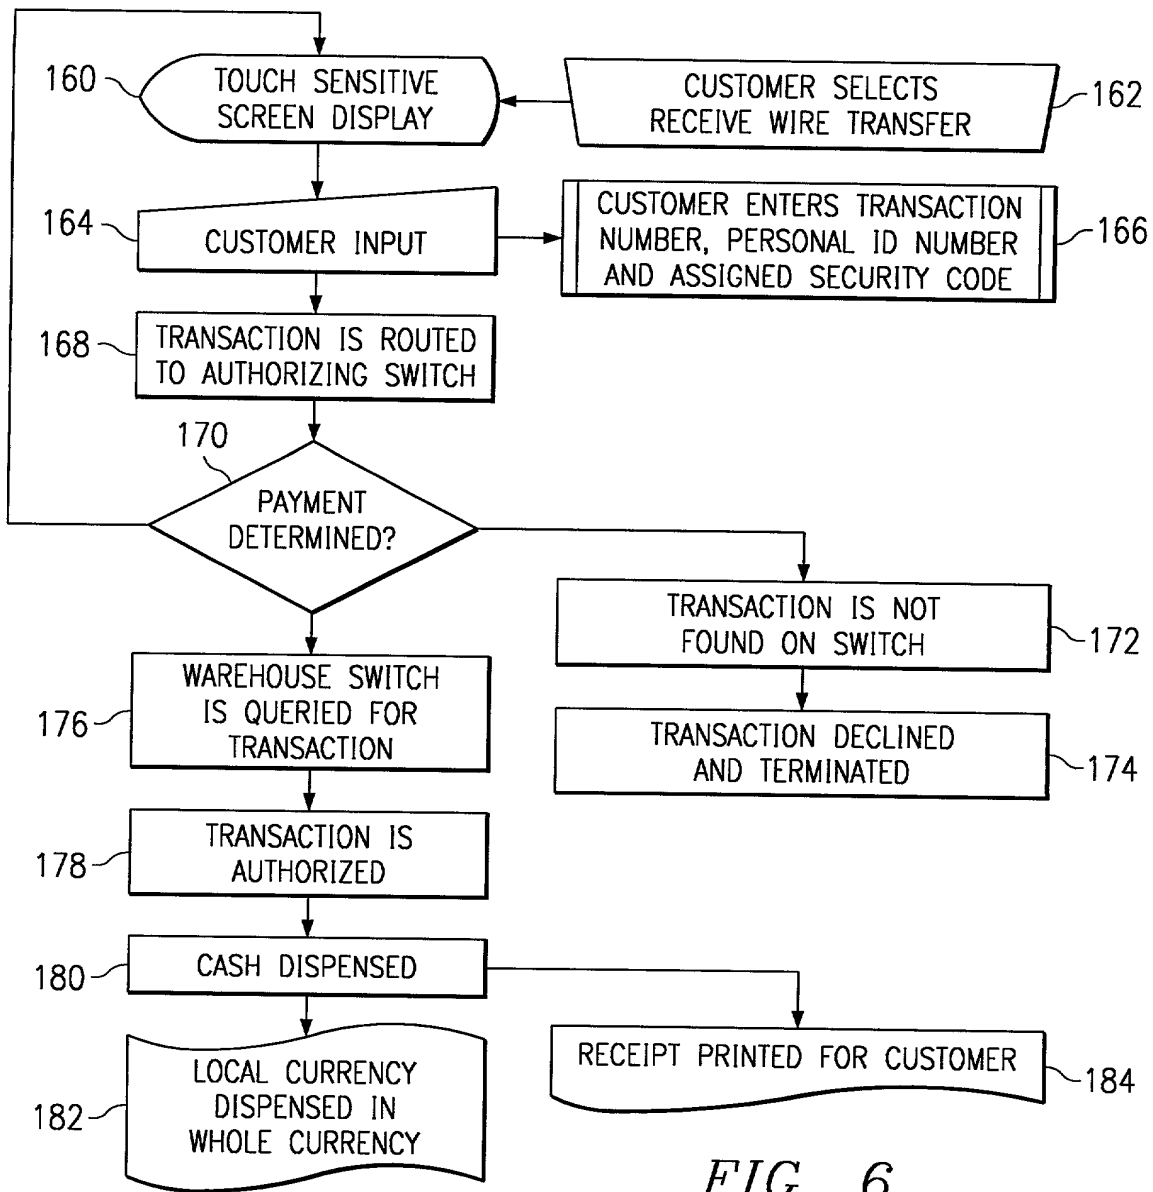 160
TOUCH SENSITIVE
SCREEN DISPLAY
CUSTOMER SELECTS
RECEIVE WIRE TRANSFER
162
164
CUSTOMER INPUT
CUSTOMER ENTERS TRANSACTION
NUMBER, PERSONAL ID NUMBER
AND ASSIGNED SECURITY CODE
166
168
TRANSACTION IS ROUTED
TO AUTHORIZING SWITCH
170
PAYMENT
DETERMINED?
TRANSACTION IS NOT
FOUND ON SWITCH
172
TRANSACTION DECLINED
AND TERMINATED
174
176
WAREHOUSE SWITCH
IS QUERIED FOR
TRANSACTION
178
TRANSACTION IS
AUTHORIZED
180
CASH DISPENSED
182
LOCAL CURRENCY
DISPENSED IN
WHOLE CURRENCY
RECEIPT PRINTED FOR CUSTOMER
184
FIG. 6